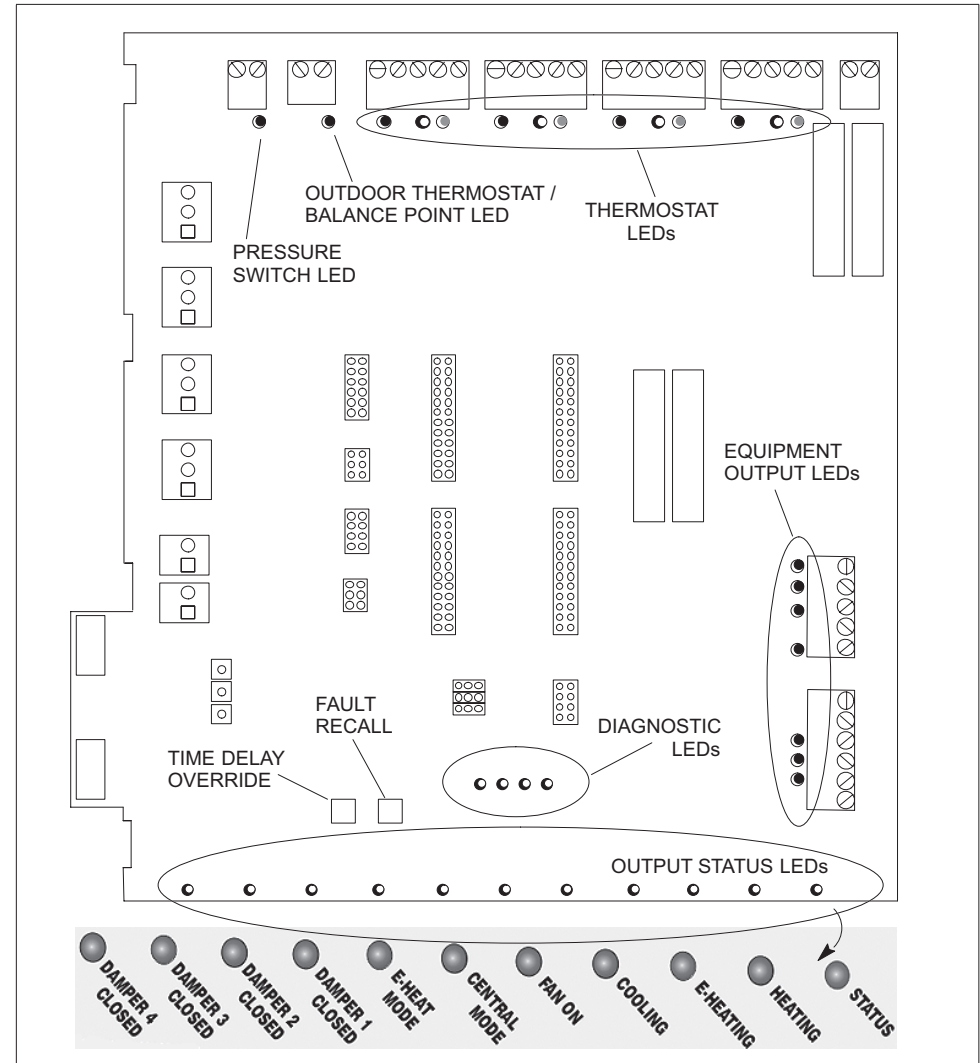 OUTDOOR THERMOSTAT /
BALANCE POINT LED
THERMOSTAT
LEDs
PRESSURE
SWITCH LED
EQUIPMENT
OUTPUT LEDs
FAULT
RECALL
DIAGNOSTIC
LEDs
TIME DELAY
OVERRIDE
OUTPUT STATUS LEDs
DAMPER 4
CLOSED
DAMPER 3
CLOSED
DAMPER 2
CLOSED
DAMPER 1
CLOSED
E-HEAT
MODE
CENTRAL
MODE
FAN ON
COOLING
E-HEATING
HEATING
STATUS